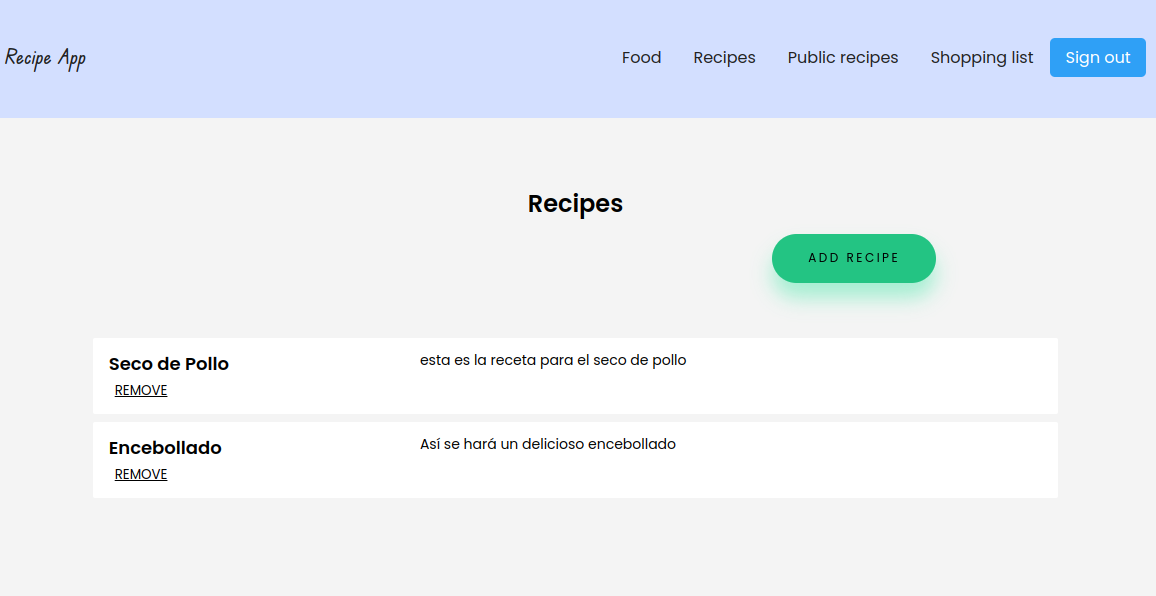 Recipe App
Food Recipes Public recipes Shopping list Sign out
Recipes
ADD RECIPE
Seco de Pollo esta es la receta para el seco de pollo
REMOVE
Encebollado Así se hará un delicioso encebollado
REMOVE